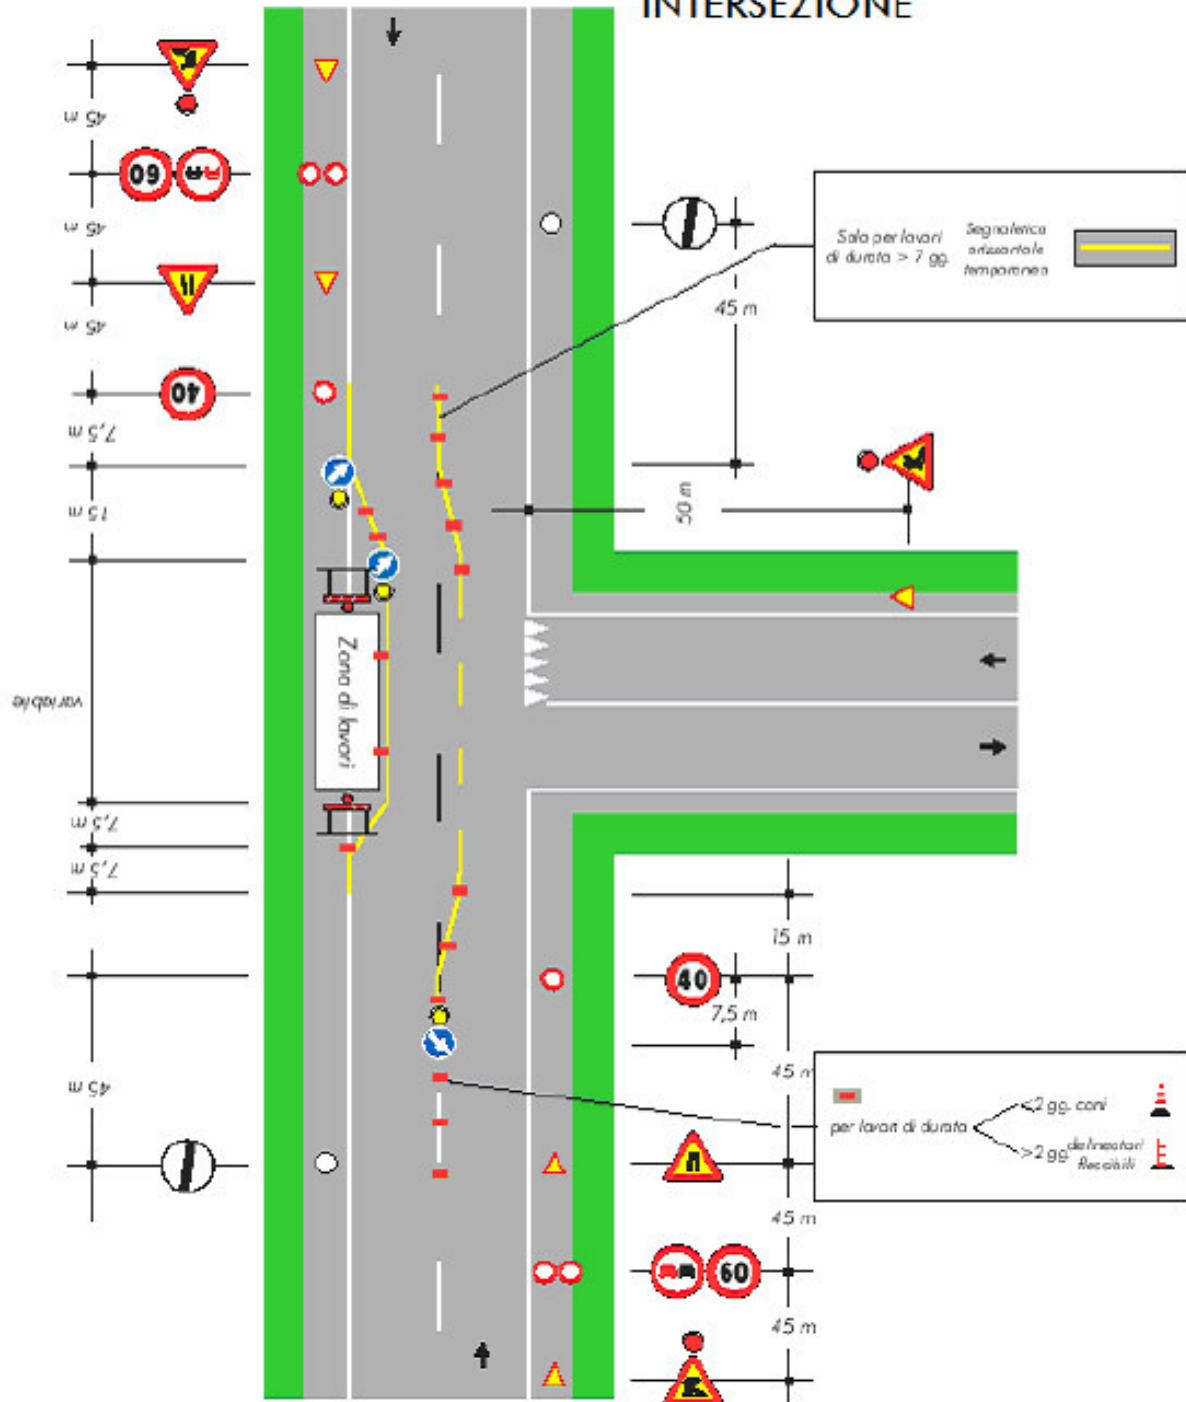 INTERSEZIONE
45 m
60
45 m
45 m
40
7,5 m
15 m
variabile
7,5 m
7,5 m
45 m
Zona di lavori
Solo per lavori
di durata > 7 gg.
Segnaletica
orizzontale
temporanea
45 m
50 m
15 m
40
7,5 m
45 m
per lavori di durata
<2 gg. coni
>2 gg. delineatori
flessibili
45 m
60
45 m